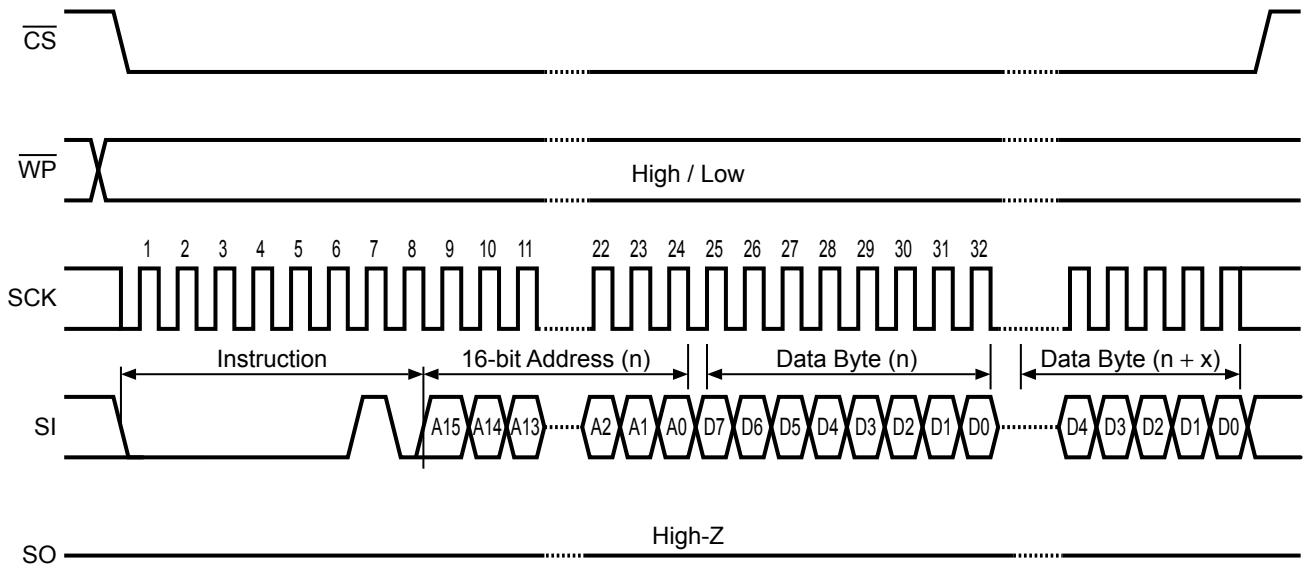 CS
WP
High / Low
1 2 3 4 5 6 7 8 9 10 11 22 23 24 25 26 27 28 29 30 31 32
SCK
Instruction 16-bit Address (n) Data Byte (n) Data Byte (n + x)
SI A15 A14 A13 A2 A1 A0 D7 D6 D5 D4 D3 D2 D1 D0 D4 D3 D2 D1 D0
High-Z
SO